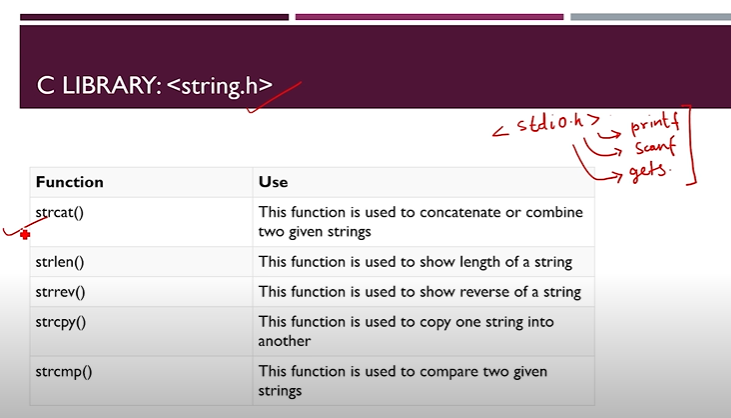 C LIBRARY: <string.h>
< stdio.h > printf
scanf
gets.
Function Use
strcat() This function is used to concatenate or combine
two given strings
strlen() This function is used to show length of a string
strrev() This function is used to show reverse of a string
strcpy() This function is used to copy one string into
another
strcmp() This function is used to compare two given
strings